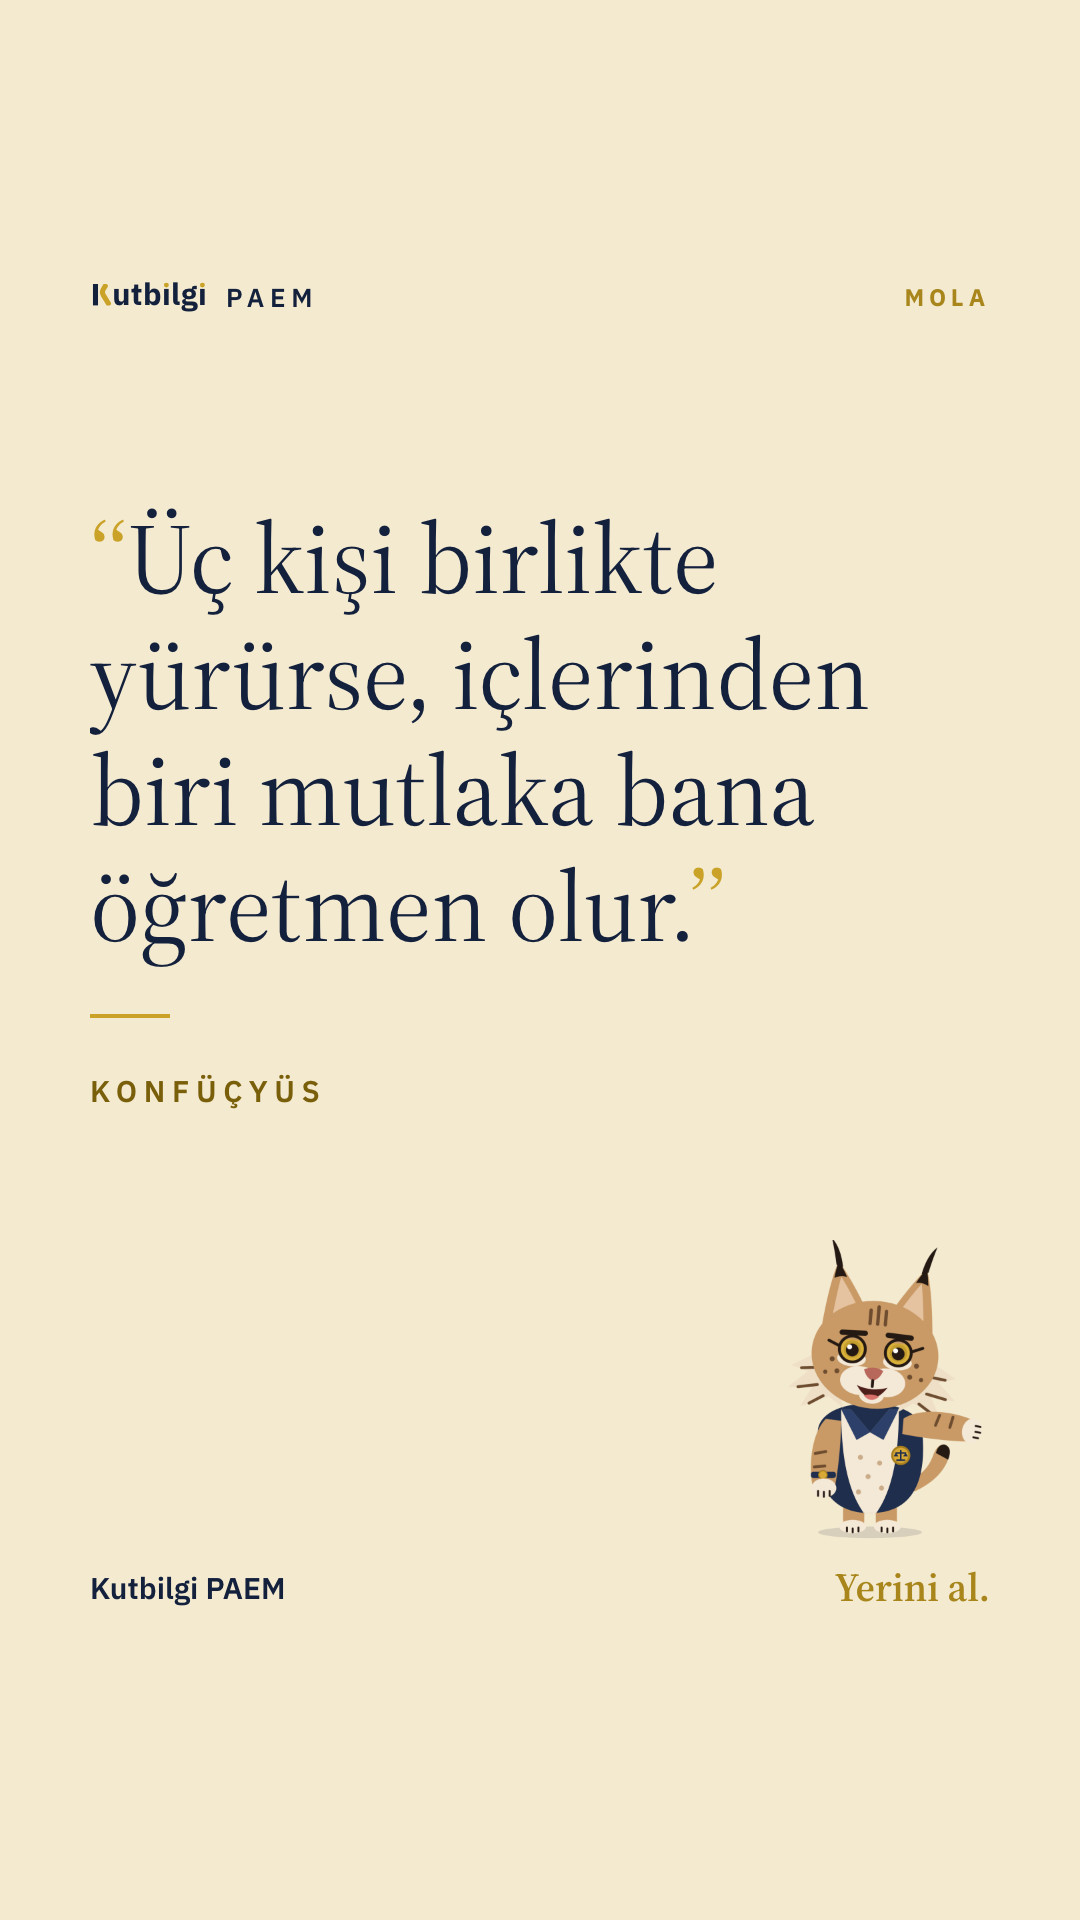 Kutbilgi PAEM
MOLA
“Üç kişi birlikte
yürürse, içlerinden
biri mutlaka bana
öğretmen olur.”
KONFÜÇYÜS
Kutbilgi PAEM
Yerini al.